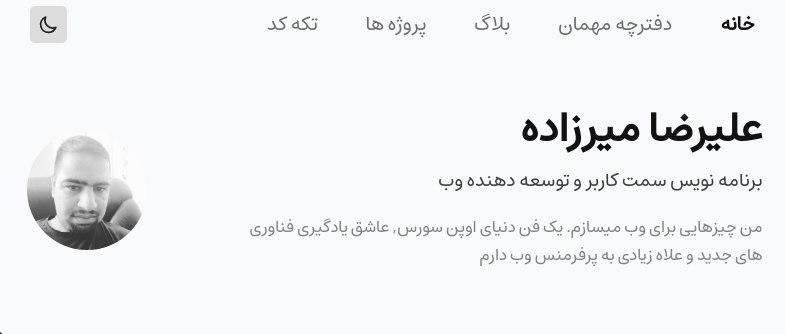 خانه دفترچه مهمان بلاگ پروژه ها تکه کد
علیرضا میرزاده
برنامه نویس سمت کاربر و توسعه دهنده وب
من چیزهایی برای وب میسازم. یک فن دنیای اوپن سورس, عاشق یادگیری فناوری
های جدید و علاه زیادی به پرفرمنس وب دارم